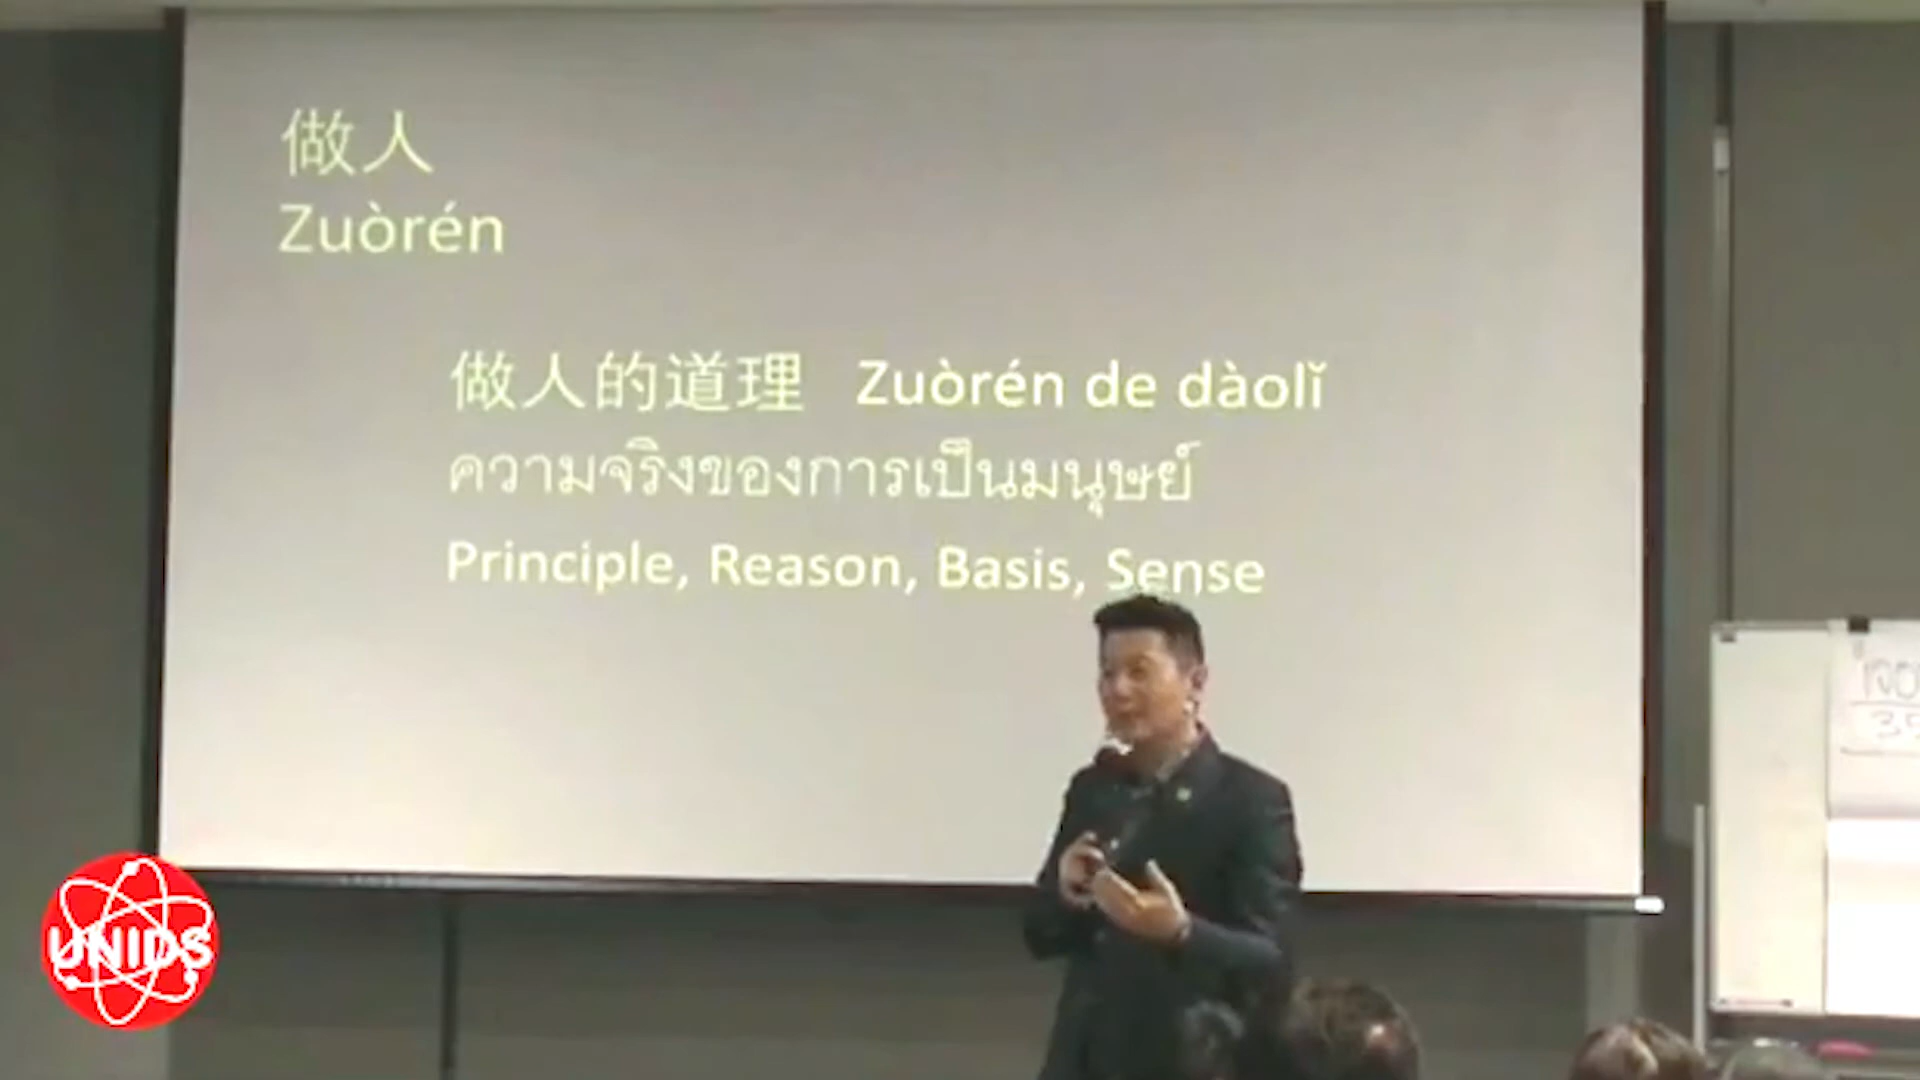 做人
Zuòrén
做人的道理 Zuòrén de dàolǐ
ความจริงของการเป็นมนุษย์
Principle, Reason, Basis, Sense
UNIDS